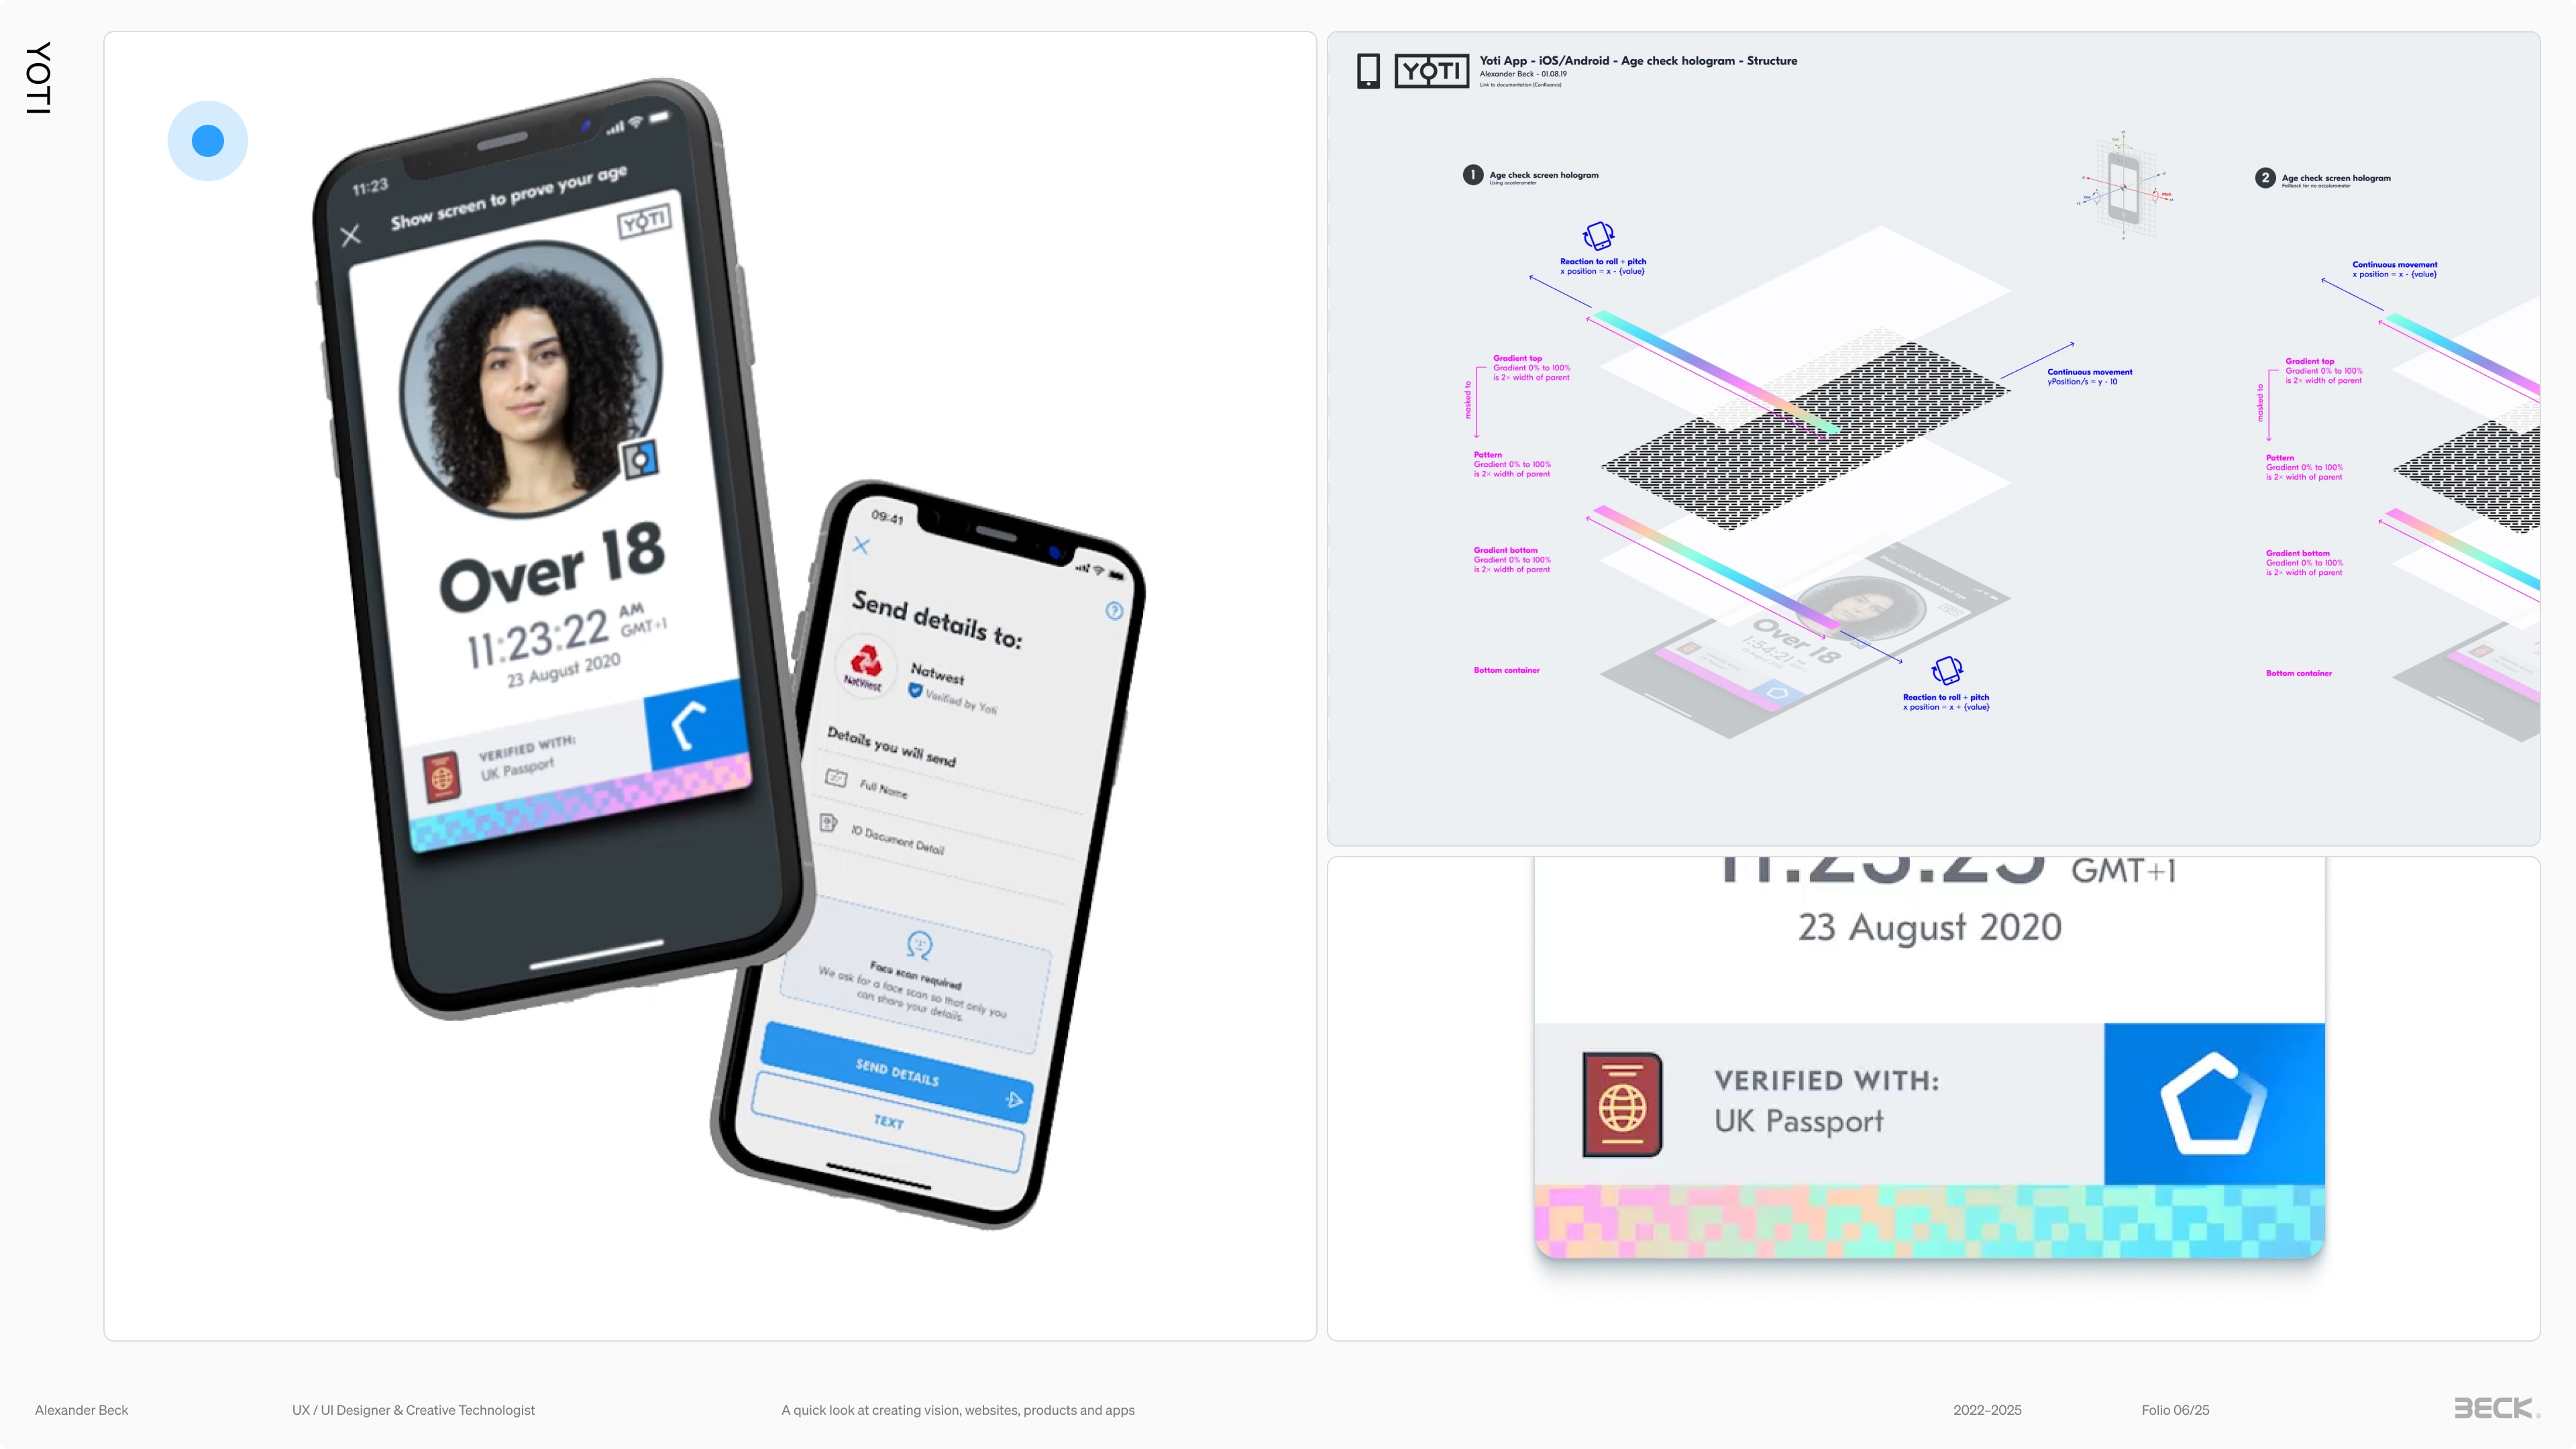 YOTI
11:23
Show screen to prove your age
YOTI
Over 18
11:23:22 AM
GMT+1
23 August 2020
VERIFIED WITH:
UK Passport
09:41
Send details to:
NatWest
Natwest
Verified by Yoti
Details you will send
Full Name
ID Document Detail
Face scan required
We ask for a face scan so that only you
can share your details.
SEND DETAILS
TEXT
YOTI
Yoti App - iOS/Android - Age check hologram - Structure
Alexander Beck - 01.08.19
Link to documentation (Confluence)
1 Age check screen hologram
Using accelerometer
Reaction to roll + pitch
x position = x - {value}
Gradient top
Gradient 0% to 100%
is 2x width of parent
masked to
Continuous movement
yPosition/s = y - 10
Pattern
Gradient 0% to 100%
is 2x width of parent
Gradient bottom
Gradient 0% to 100%
is 2x width of parent
Over 18
Bottom container
Reaction to roll + pitch
x position = x + {value}
2 Age check screen hologram
Fallback for no accelerometer
Continuous movement
x position = x - {value}
Gradient top
Gradient 0% to 100%
is 2x width of parent
masked to
Pattern
Gradient 0% to 100%
is 2x width of parent
Gradient bottom
Gradient 0% to 100%
is 2x width of parent
Bottom container
GMT+1
23 August 2020
VERIFIED WITH:
UK Passport
Alexander Beck
UX / UI Designer & Creative Technologist
A quick look at creating vision, websites, products and apps
2022–2025
Folio 06/25
BECK